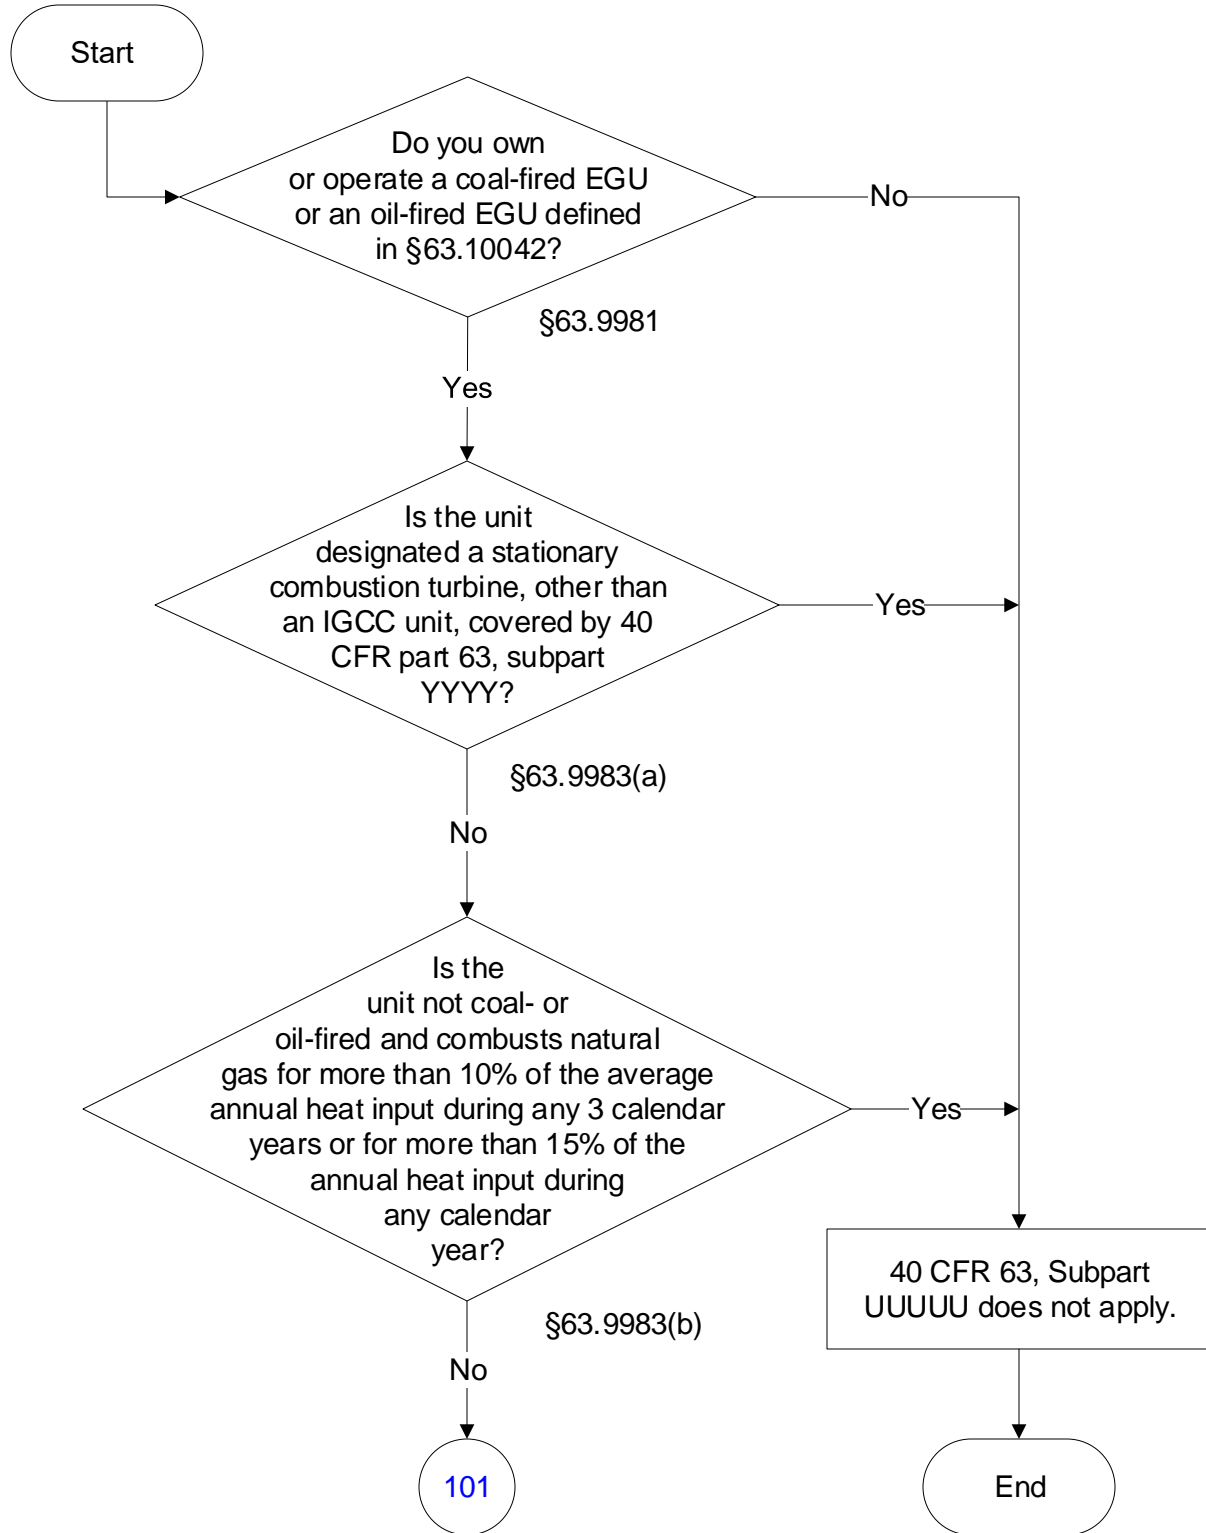 Start
Do you own
or operate a coal-fired EGU
or an oil-fired EGU defined
in §63.10042?
No
§63.9981
Yes
Is the unit
designated a stationary
combustion turbine, other than
an IGCC unit, covered by 40
CFR part 63, subpart
YYYY?
Yes
§63.9983(a)
No
Is the
unit not coal- or
oil-fired and combusts natural
gas for more than 10% of the average
annual heat input during any 3 calendar
years or for more than 15% of the
annual heat input during
any calendar
year?
Yes
40 CFR 63, Subpart
UUUUU does not apply.
§63.9983(b)
No
101
End